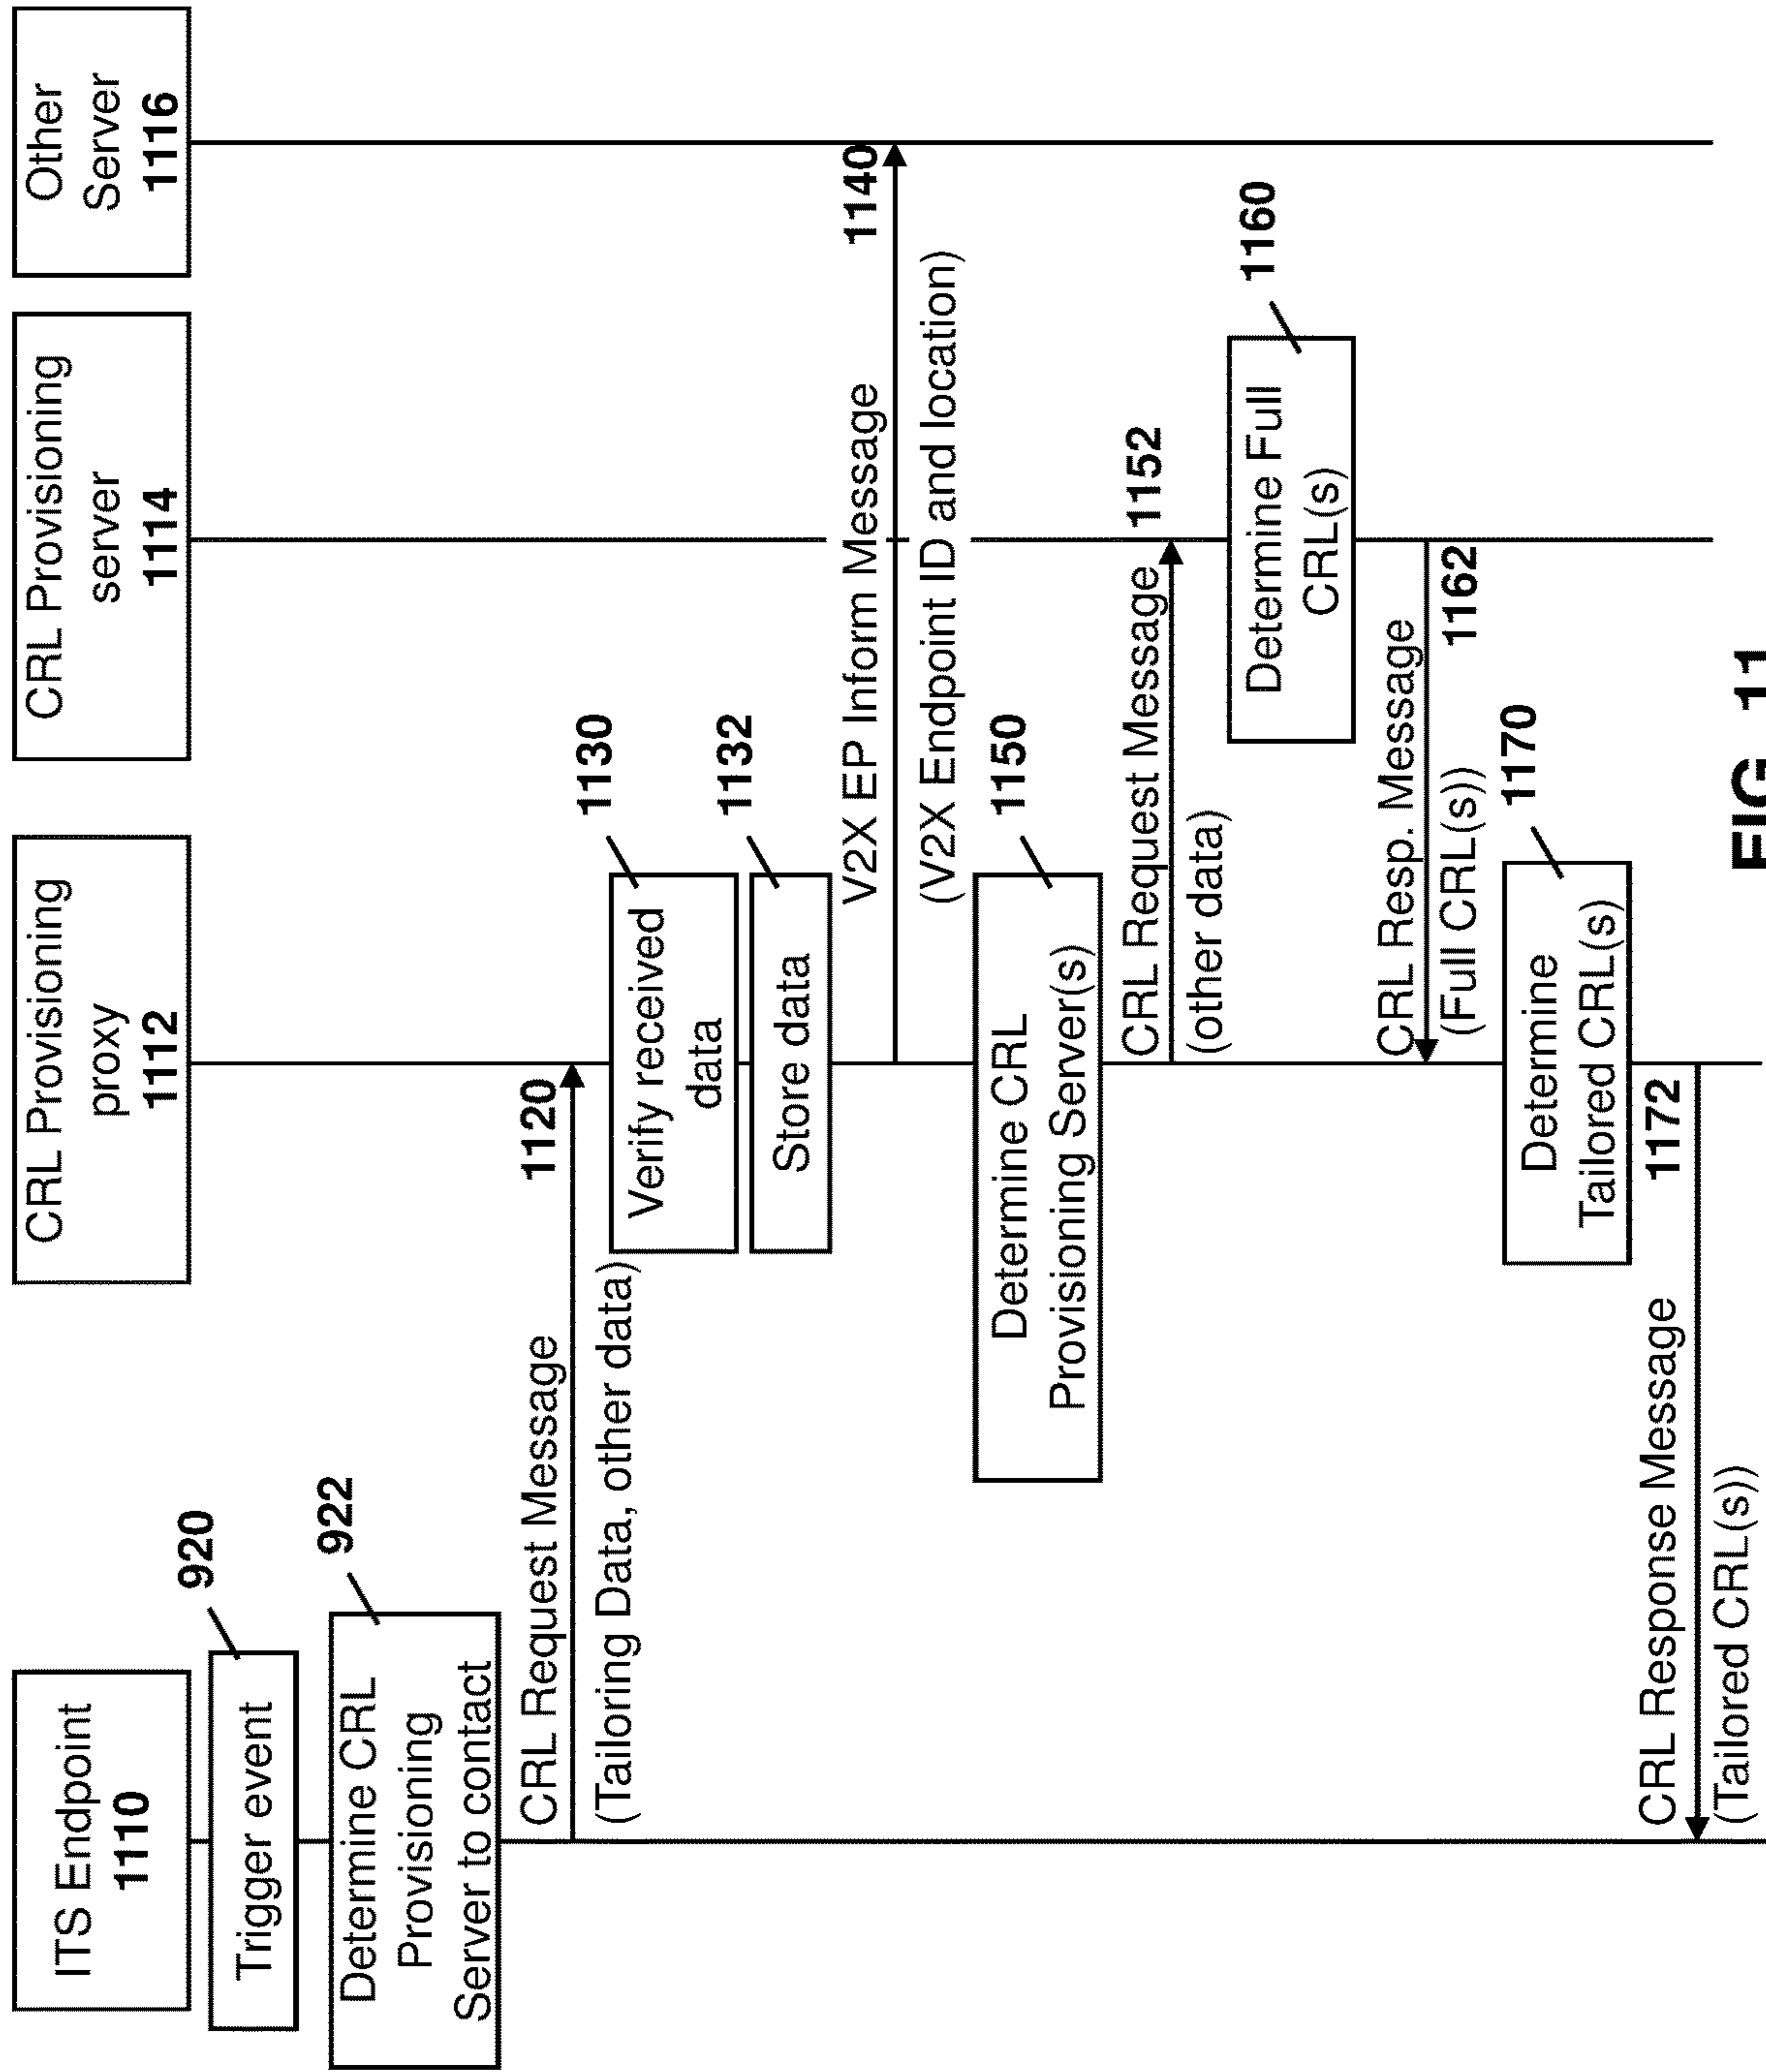 ITS Endpoint
1110
CRL Provisioning
proxy
1112
CRL Provisioning
server
1114
Other
Server
1116
Trigger event
920
Determine CRL
Provisioning
Server to contact
922
CRL Request Message
1120
(Tailoring Data, other data)
Verify received
data
1130
Store data
1132
V2X EP Inform Message
1140
(V2X Endpoint ID and location)
Determine CRL
Provisioning Server(s)
1150
CRL Request Message
1152
(other data)
Determine Full
CRL(s)
1160
CRL Resp. Message
1162
(Full CRL(s))
Determine
Tailored CRL(s)
1170
CRL Response Message
1172
(Tailored CRL(s))
FIG. 11